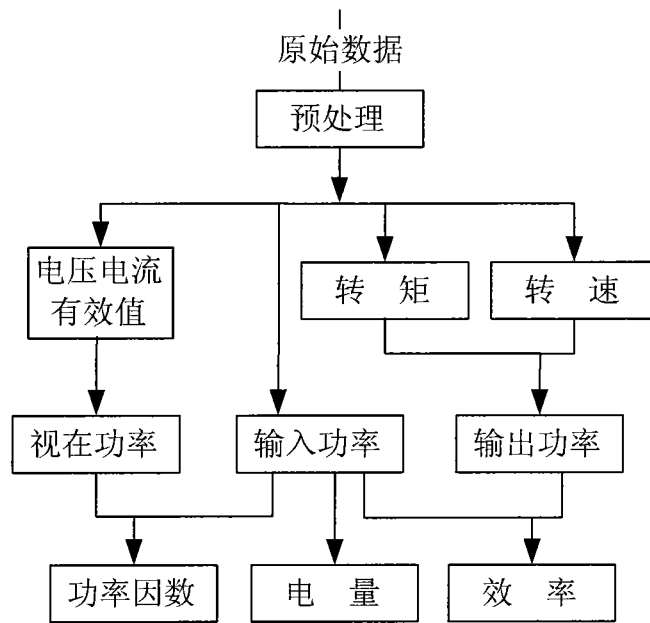 原始数据
预处理
电压电流
有效值
转 矩
转 速
视在功率
输入功率
输出功率
功率因数
电 量
效 率